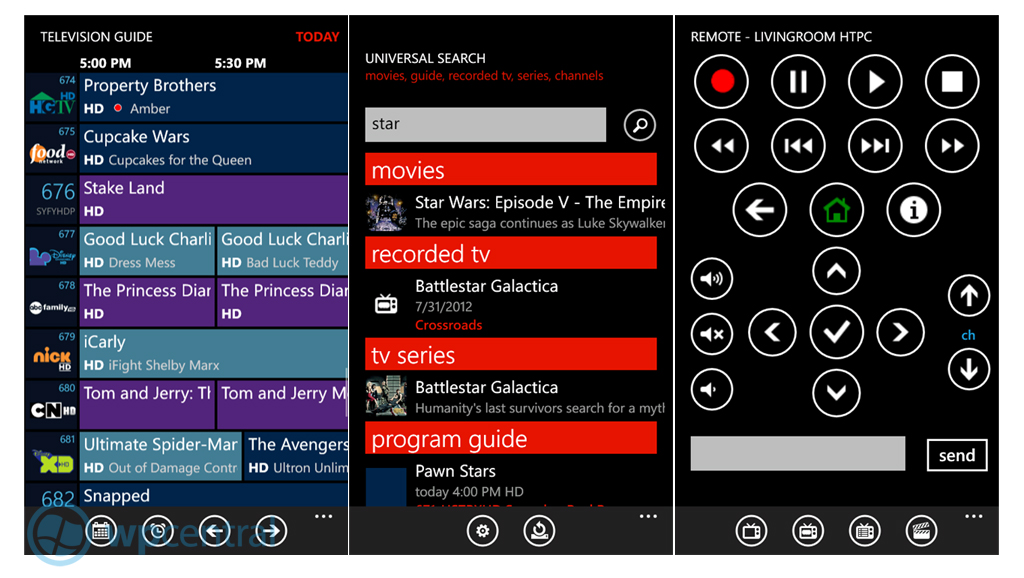 TELEVISION GUIDE TODAY
5:00 PM 5:30 PM
674
HGTV HD
Property Brothers
HD Amber
675
food network
Cupcake Wars
HD Cupcakes for the Queen
676
SYFYHDP
Stake Land
HD
677
Disney
Good Luck Charli Good Luck Charli
HD Dress Mess HD Bad Luck Teddy
678
abc family
The Princess Diar The Princess Diar
HD HD
679
nick HD
iCarly
HD iFight Shelby Marx
680
CN HD
Tom and Jerry: Tl Tom and Jerry M
681
XD HD
Ultimate Spider-Mar The Avengers
HD Out of Damage Contr HD Ultron Unlim
682
Snapped
wpcentral
UNIVERSAL SEARCH
movies, guide, recorded tv, series, channels
star
movies
Star Wars: Episode V - The Empire
The epic saga continues as Luke Skywalker
recorded tv
Battlestar Galactica
7/31/2012
Crossroads
tv series
Battlestar Galactica
Humanity's last survivors search for a myth
program guide
Pawn Stars
today 4:00 PM HD
REMOTE - LIVINGROOM HTPC
ch
send